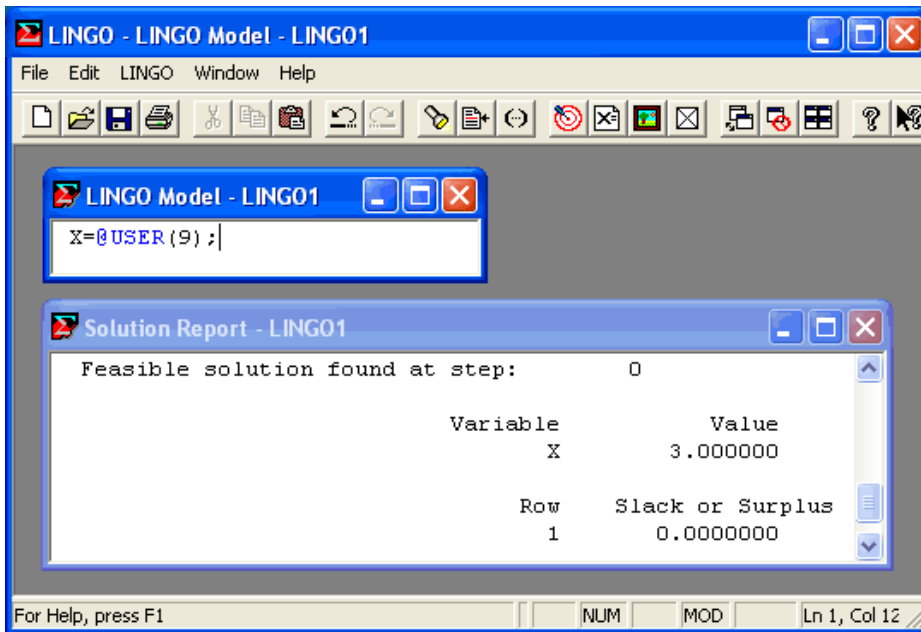 LINGO - LINGO Model - LINGO1
File Edit LINGO Window Help
LINGO Model - LINGO1
X=@USER(9);
Solution Report - LINGO1
Feasible solution found at step: 0
Variable Value
X 3.000000
Row Slack or Surplus
1 0.0000000
For Help, press F1 NUM MOD Ln 1, Col 12